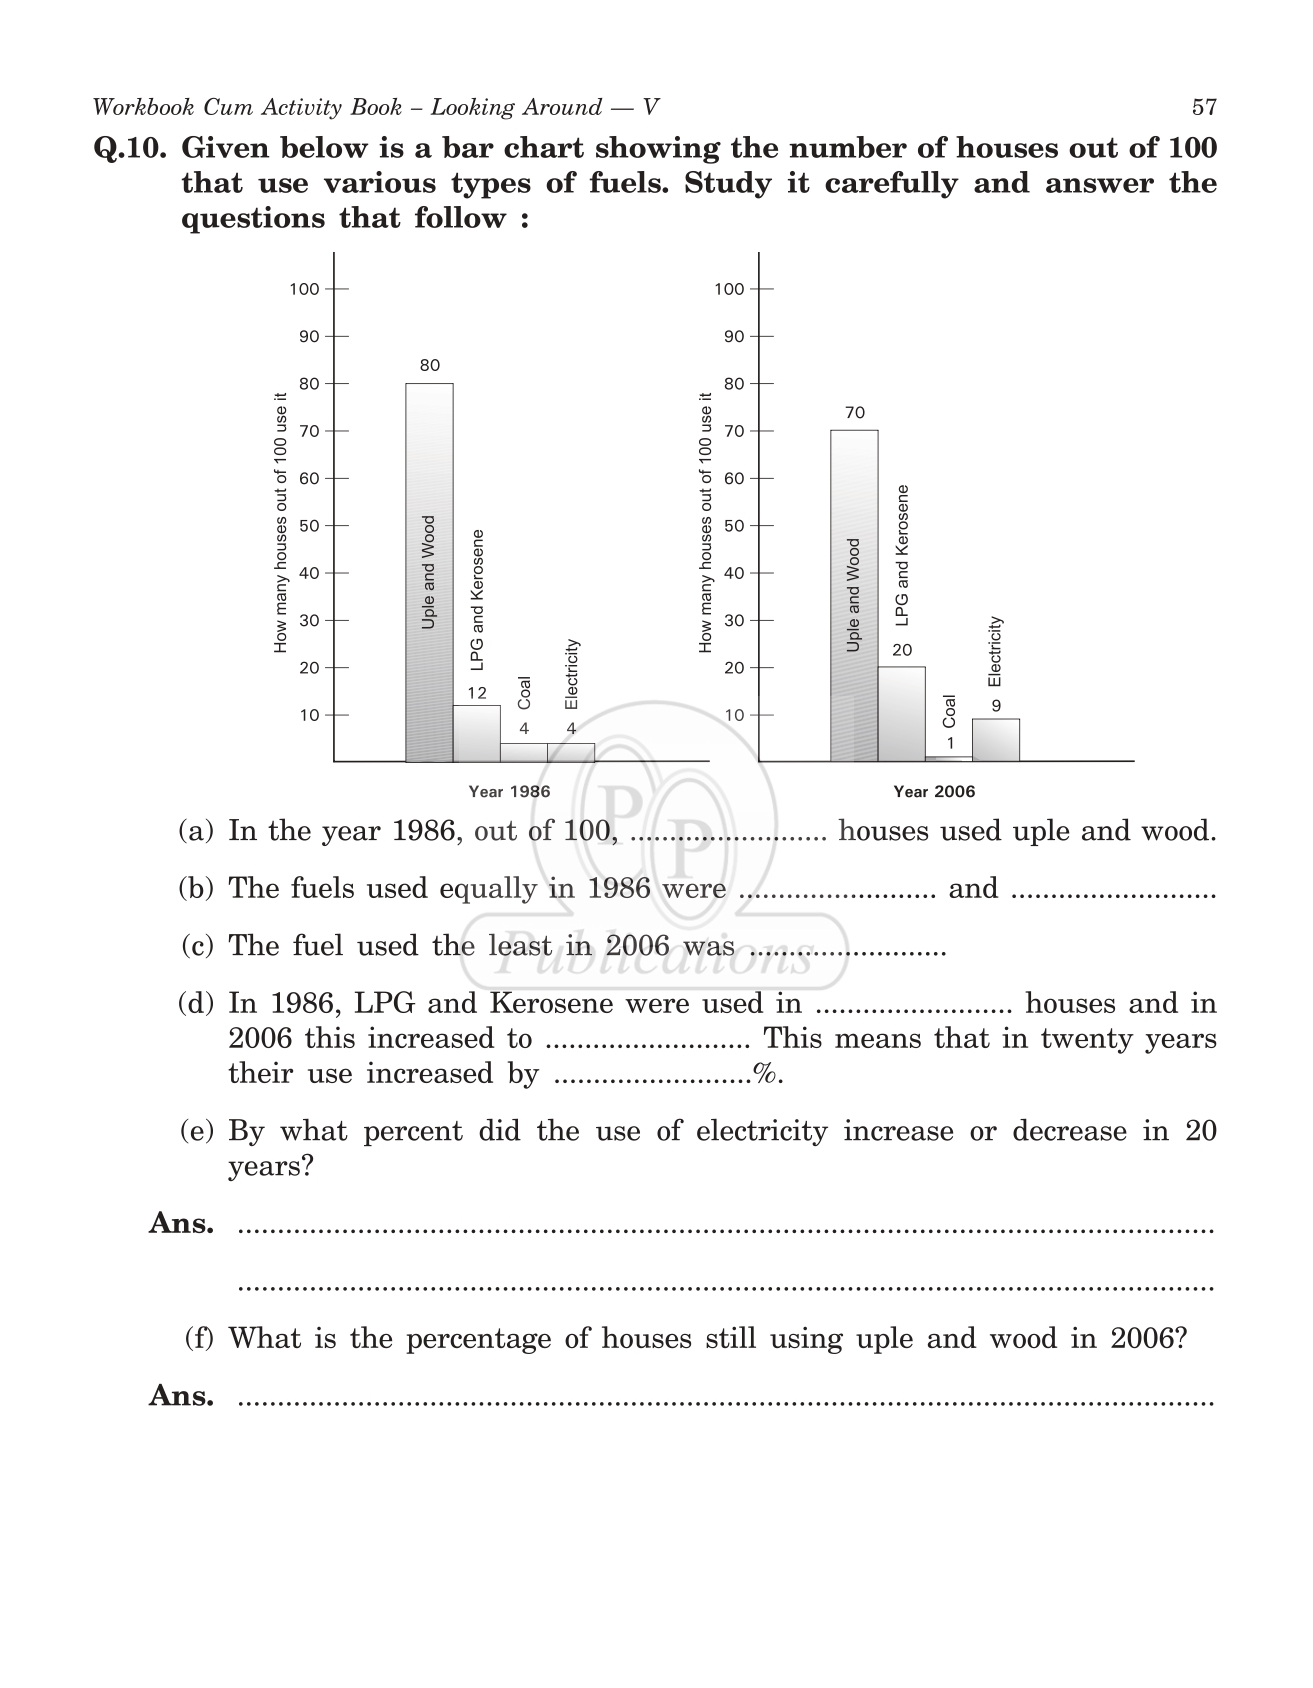 Workbook Cum Activity Book – Looking Around — V 57
Q.10. Given below is a bar chart showing the number of houses out of 100
that use various types of fuels. Study it carefully and answer the
questions that follow :
How many houses out of 100 use it
100
90
80
70
60
50
40
30
20
10
80
Uple and Wood
12
LPG and Kerosene
4
Coal
4
Electricity
Year 1986
How many houses out of 100 use it
100
90
80
70
60
50
40
30
20
10
70
Uple and Wood
20
LPG and Kerosene
1
Coal
9
Electricity
Year 2006
(a) In the year 1986, out of 100, ......................... houses used uple and wood.
(b) The fuels used equally in 1986 were ......................... and ..........................
(c) The fuel used the least in 2006 was .........................
(d) In 1986, LPG and Kerosene were used in ......................... houses and in
2006 this increased to .......................... This means that in twenty years
their use increased by .........................%.
(e) By what percent did the use of electricity increase or decrease in 20
years?
Ans. ............................................................................................................................
............................................................................................................................
(f) What is the percentage of houses still using uple and wood in 2006?
Ans. ............................................................................................................................
PP
Publications